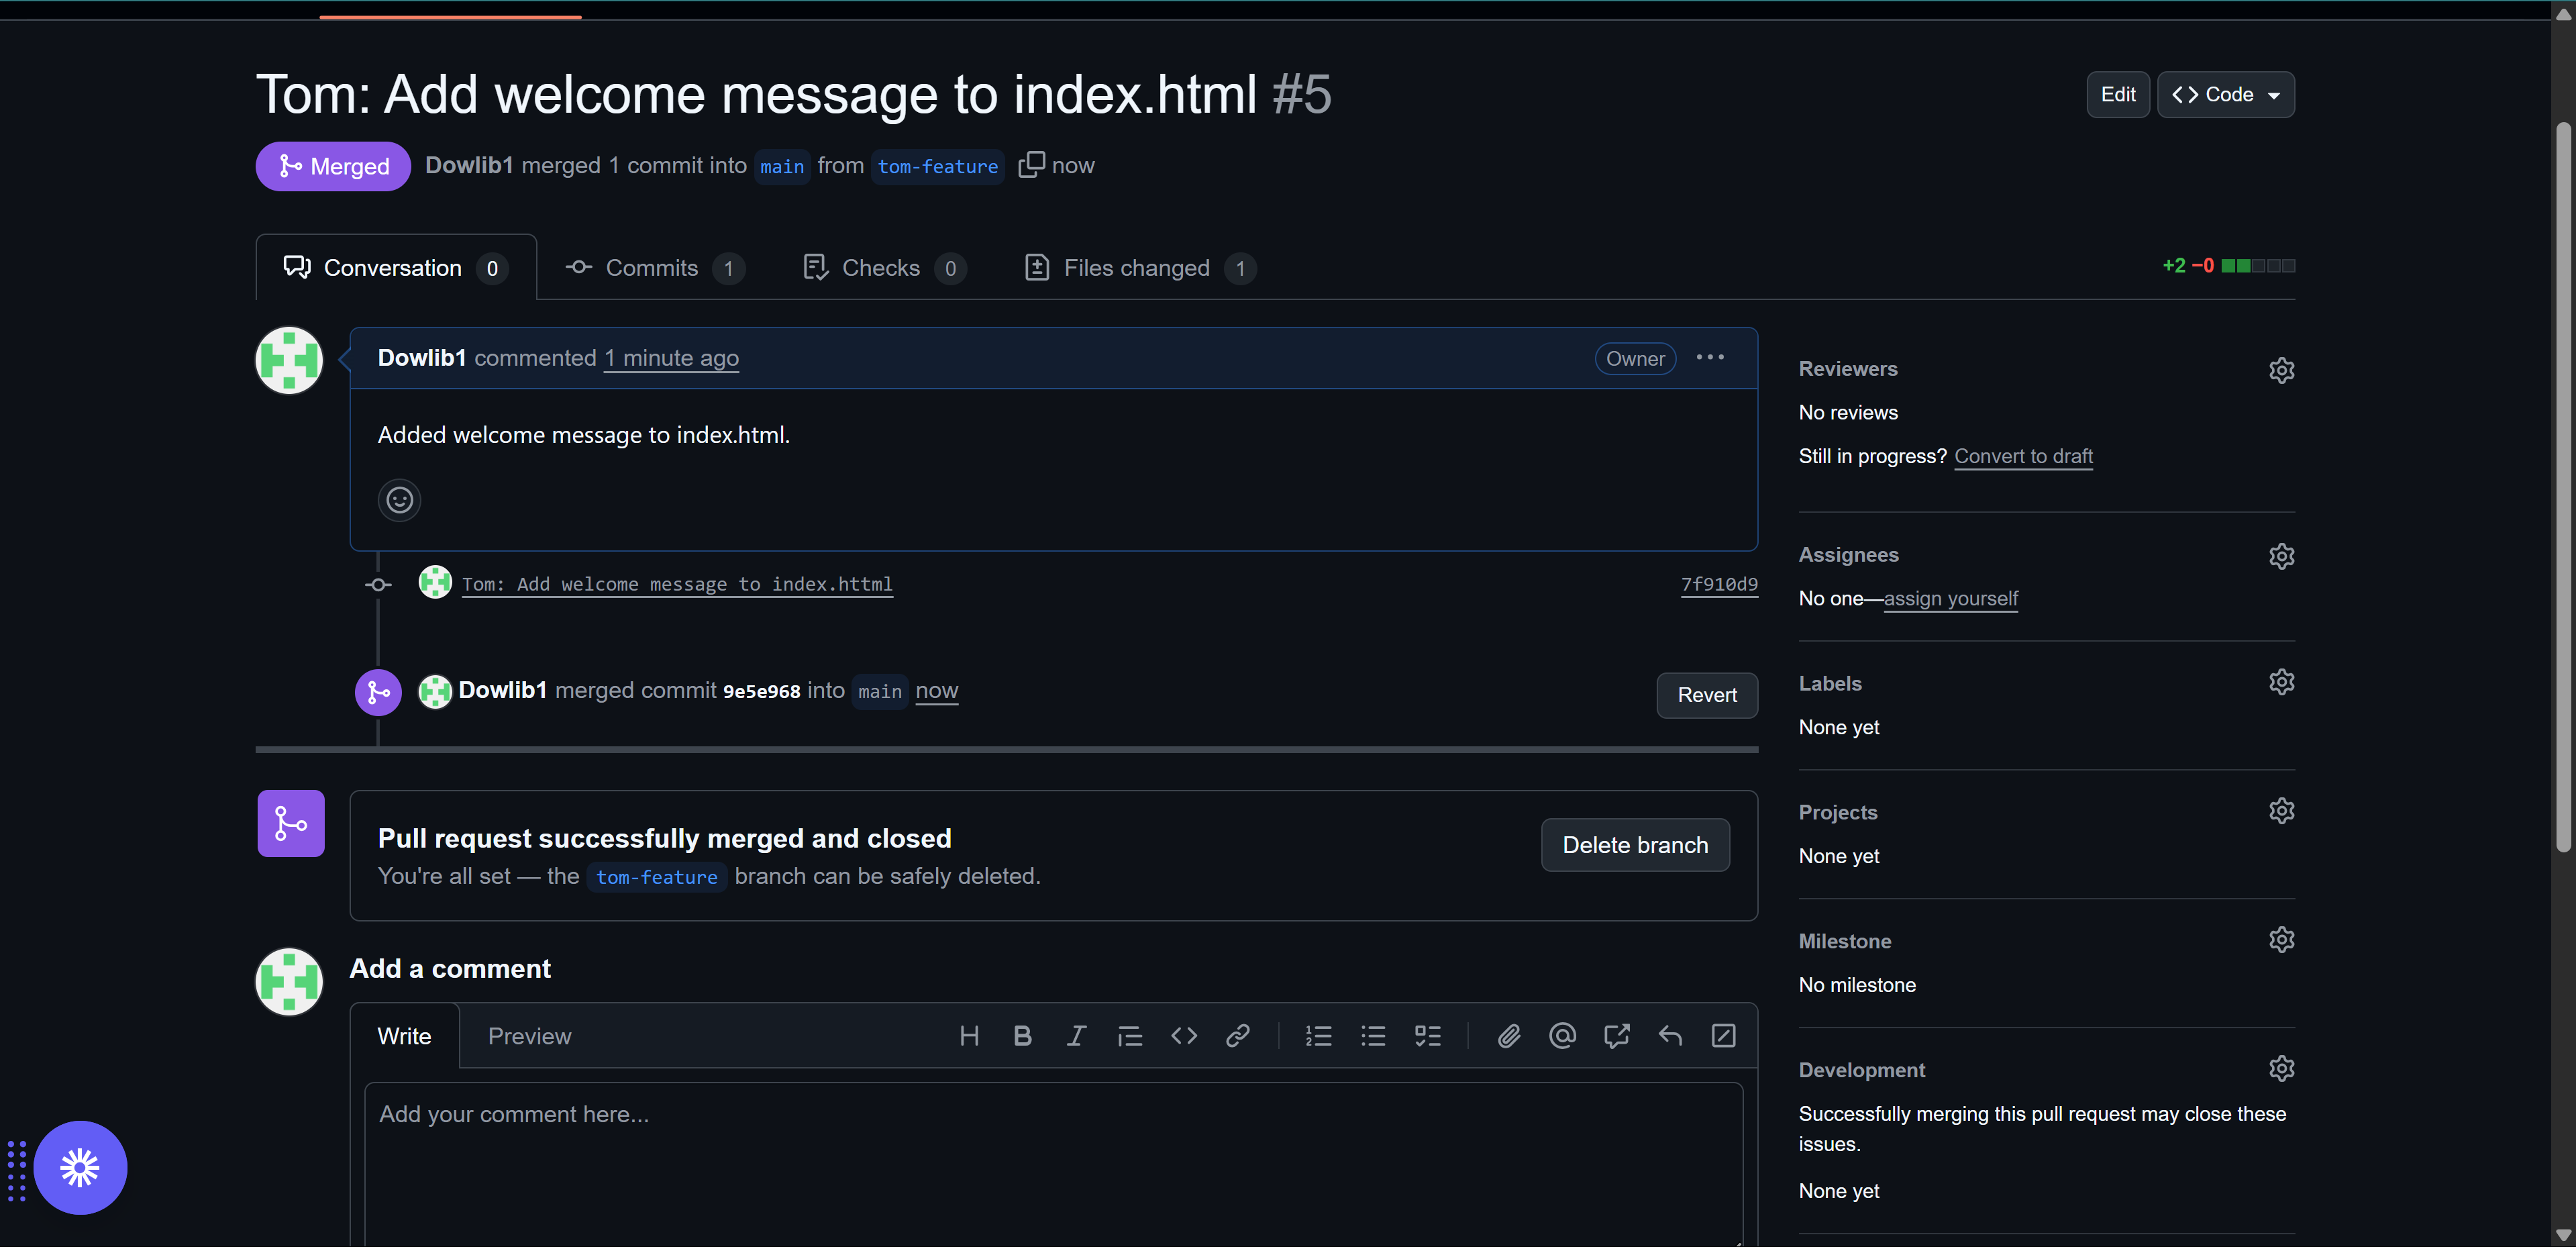 Tom: Add welcome message to index.html #5
Edit
Code
Merged
Dowlib1 merged 1 commit into main from tom-feature now
Conversation 0
Commits 1
Checks 0
Files changed 1
+2 −0
Dowlib1 commented 1 minute ago
Owner
Added welcome message to index.html.
Tom: Add welcome message to index.httml
7f910d9
Dowlib1 merged commit 9e5e968 into main now
Revert
Pull request successfully merged and closed
You're all set — the tom-feature branch can be safely deleted.
Delete branch
Add a comment
Write
Preview
Add your comment here...
Reviewers
No reviews
Still in progress? Convert to draft
Assignees
No one—assign yourself
Labels
None yet
Projects
None yet
Milestone
No milestone
Development
Successfully merging this pull request may close these
issues.
None yet